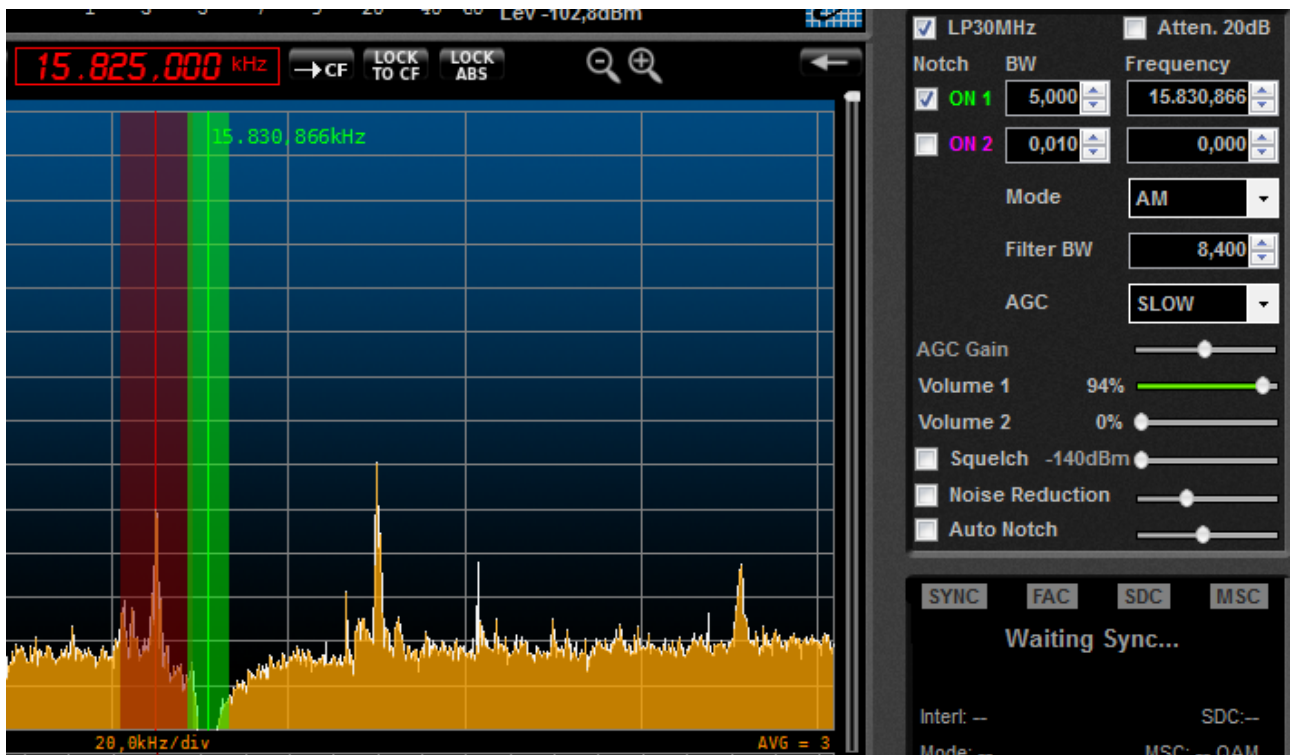 Lev -102,8dBm
15.825,000 kHz
→CF
LOCK TO CF
LOCK ABS
15.830,866kHz
20,0kHz/div
AVG = 3
LP30MHz
Atten. 20dB
Notch BW Frequency
ON 1 5,000 15.830,866
ON 2 0,010 0,000
Mode AM
Filter BW 8,400
AGC SLOW
AGC Gain
Volume 1 94%
Volume 2 0%
Squelch -140dBm
Noise Reduction
Auto Notch
SYNC FAC SDC MSC
Waiting Sync...
Interl: -- SDC:--
Mode: -- MSC: -- QAM